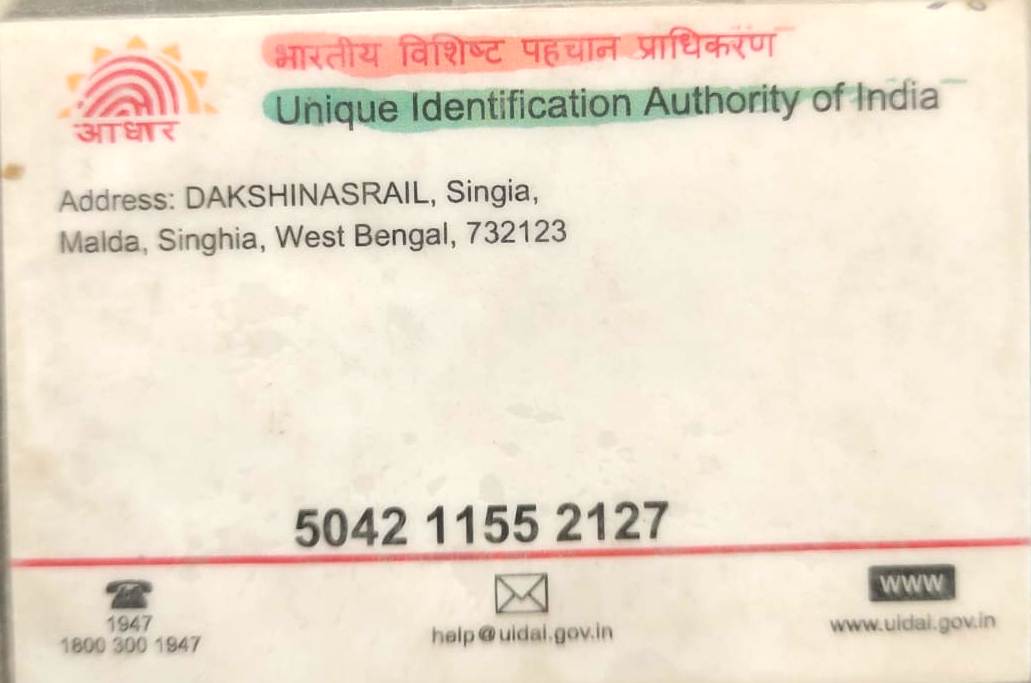 भारतीय विशिष्ट पहचान प्राधिकरण
Unique Identification Authority of India
आधार
Address: DAKSHINASRAIL, Singia,
Malda, Singhia, West Bengal, 732123
5042 1155 2127
1947
1800 300 1947
help@uidai.gov.in
WWW
www.uidai.gov.in